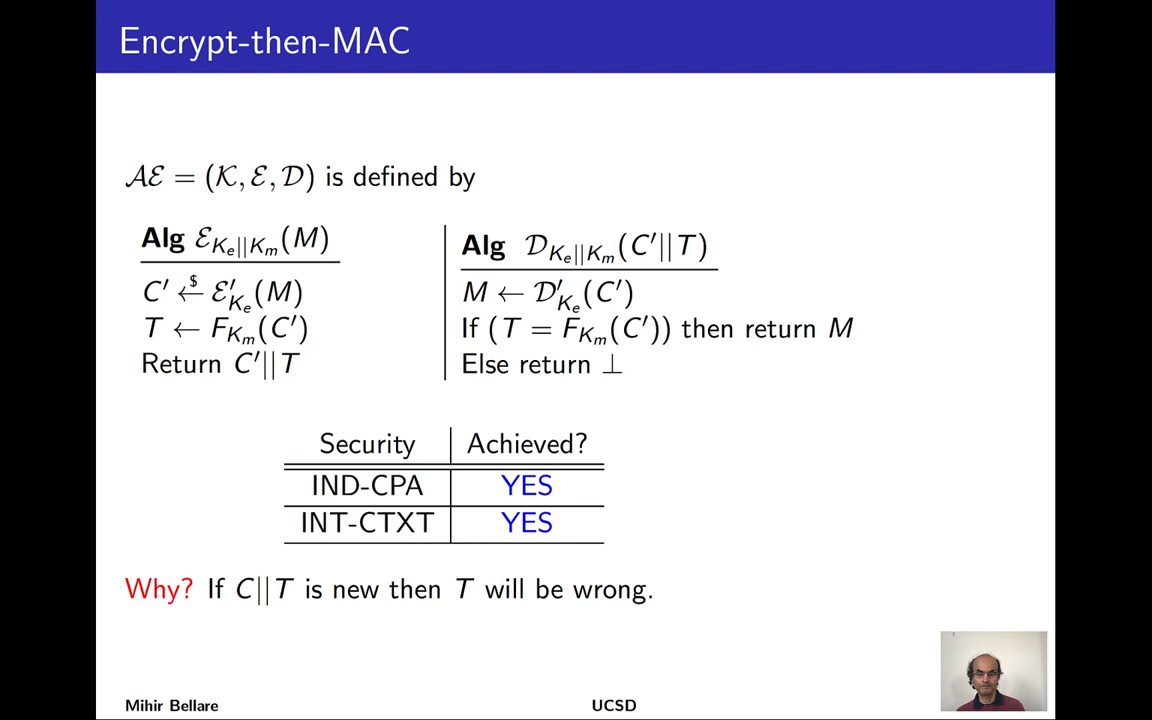 Encrypt-then-MAC
𝒜ℰ = (𝒦, ℰ, 𝒟) is defined by
Alg ℰ_{K_e||K_m}(M)
C′ ←$ ℰ′_{K_e}(M)
T ← F_{K_m}(C′)
Return C′||T
Alg 𝒟_{K_e||K_m}(C′||T)
M ← 𝒟′_{K_e}(C′)
If (T = F_{K_m}(C′)) then return M
Else return ⊥
Security Achieved?
IND-CPA YES
INT-CTXT YES
Why? If C||T is new then T will be wrong.
Mihir Bellare UCSD